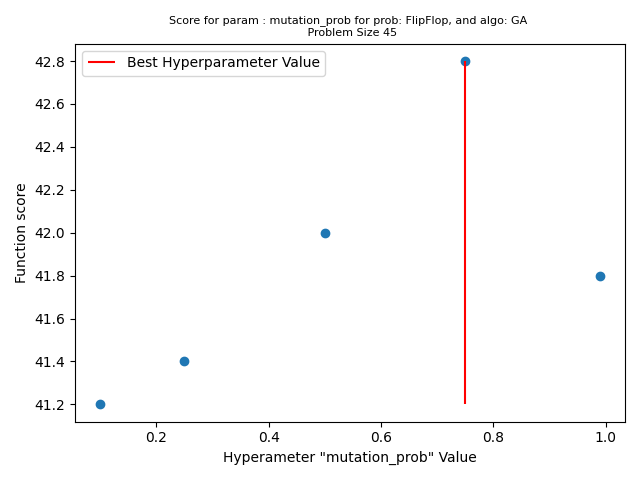 Score for param : mutation_prob for prob: FlipFlop, and algo: GA
Problem Size 45
Best Hyperparameter Value
42.8
42.6
42.4
42.2
42.0
41.8
41.6
41.4
41.2
Function score
0.2
0.4
0.6
0.8
1.0
Hyperameter "mutation_prob" Value